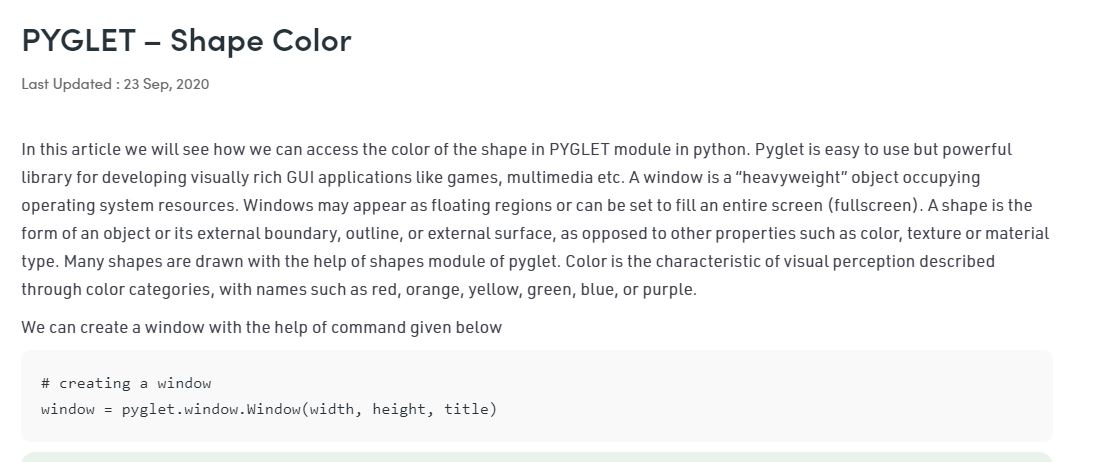 PYGLET – Shape Color
Last Updated : 23 Sep, 2020
In this article we will see how we can access the color of the shape in PYGLET module in python. Pyglet is easy to use but powerful
library for developing visually rich GUI applications like games, multimedia etc. A window is a “heavyweight” object occupying
operating system resources. Windows may appear as floating regions or can be set to fill an entire screen (fullscreen). A shape is the
form of an object or its external boundary, outline, or external surface, as opposed to other properties such as color, texture or material
type. Many shapes are drawn with the help of shapes module of pyglet. Color is the characteristic of visual perception described
through color categories, with names such as red, orange, yellow, green, blue, or purple.
We can create a window with the help of command given below
# creating a window
window = pyglet.window.Window(width, height, title)